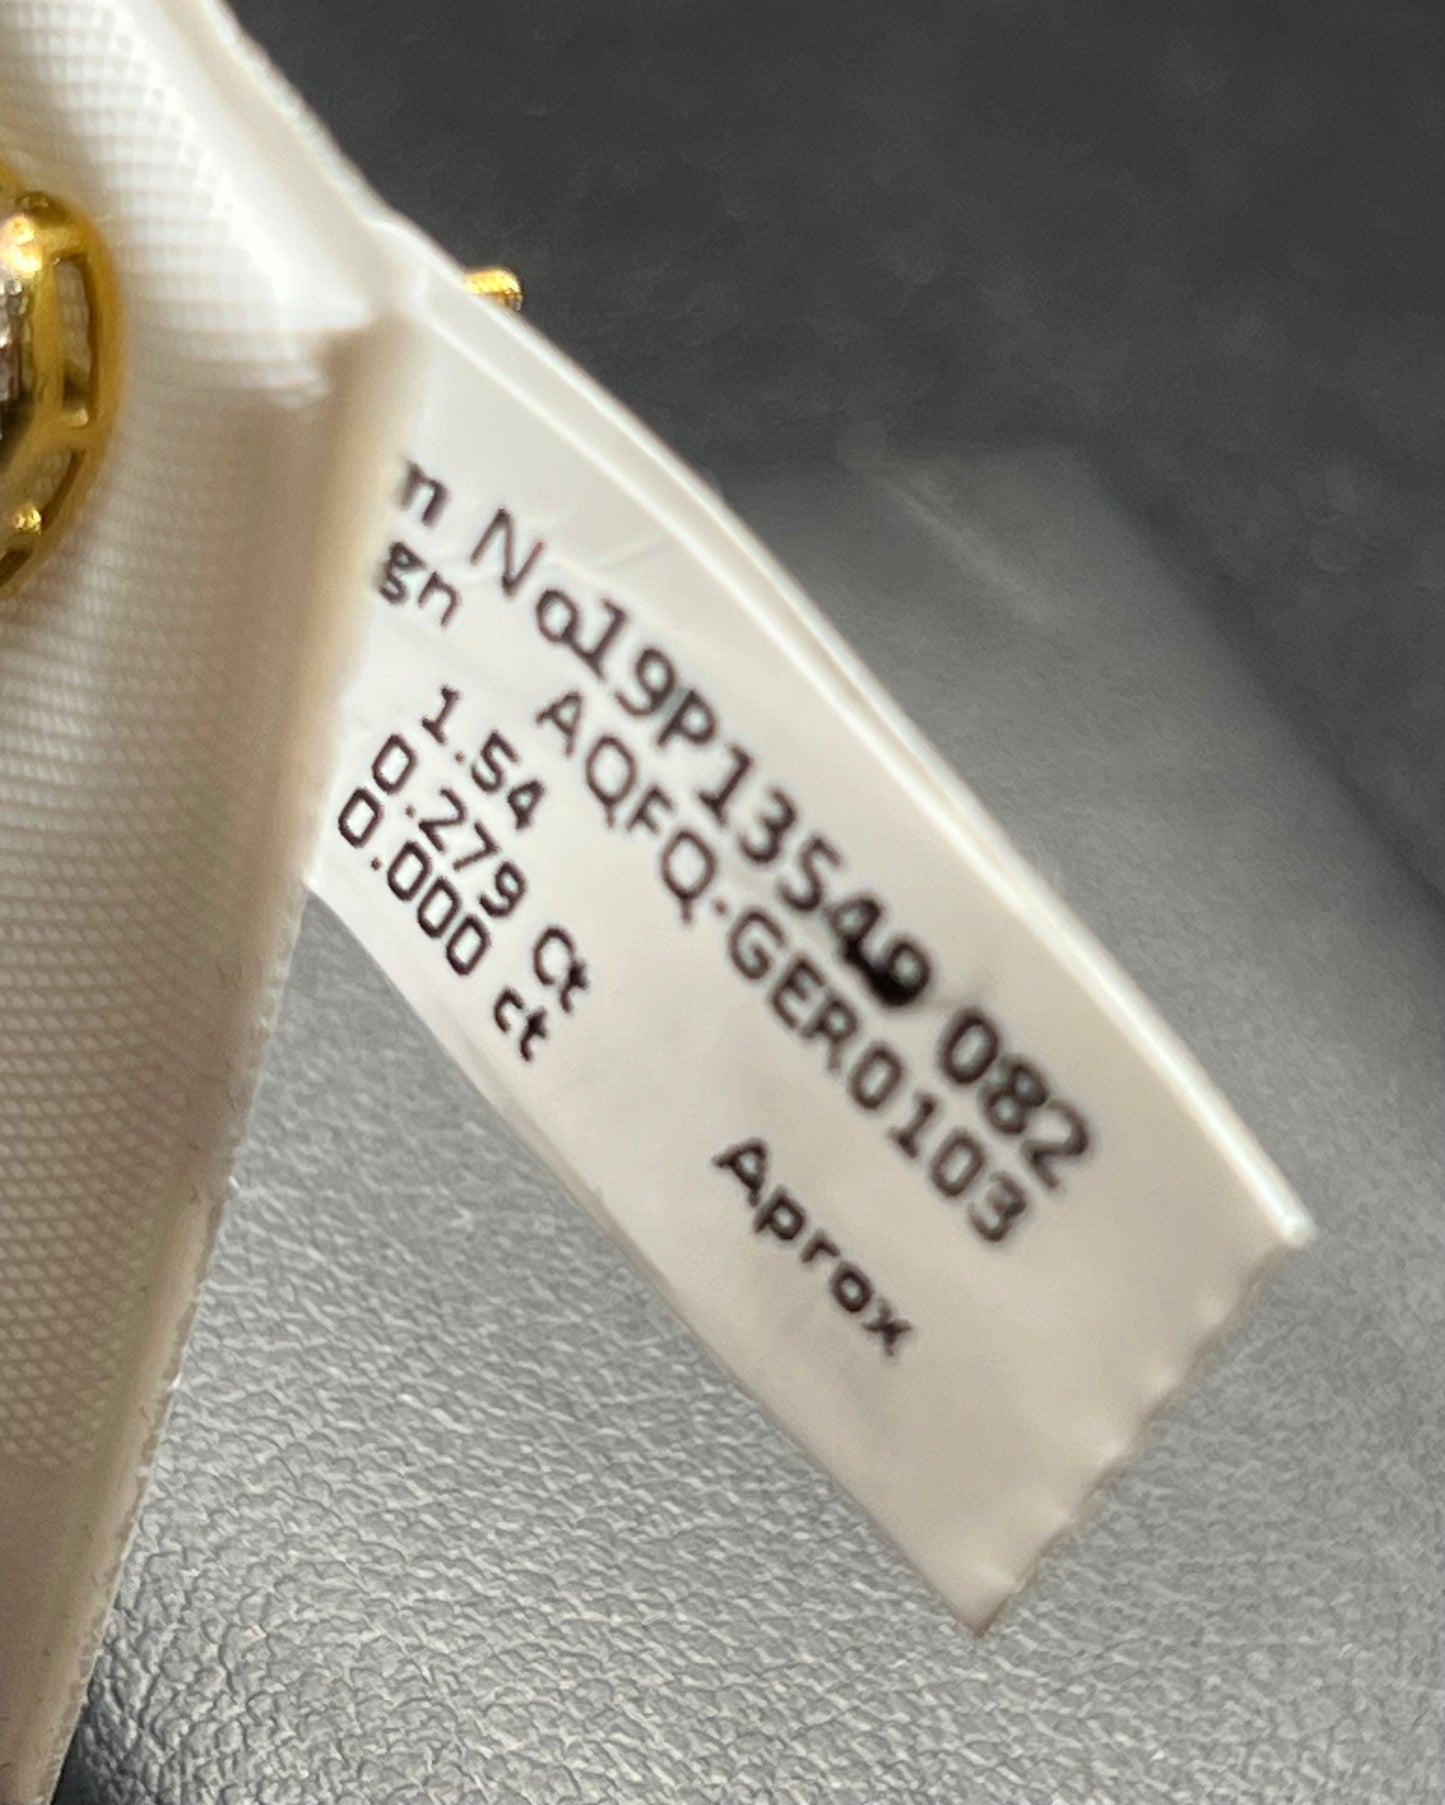 m No19P13549 082
gn AQFQ-GER0103
1.54
0.279 Ct
0.000 ct
Aprox